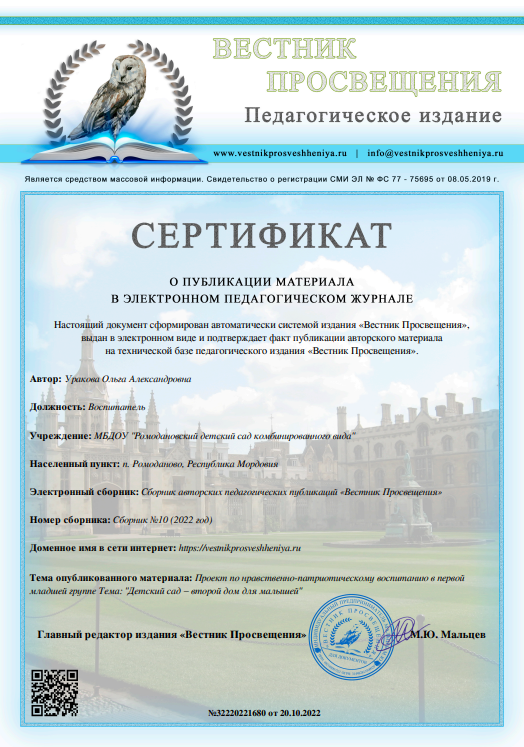 ВЕСТНИК
ПРОСВЕЩЕНИЯ
Педагогическое издание
www.vestnikprosveshheniya.ru | info@vestnikprosveshheniya.ru
Является средством массовой информации. Свидетельство о регистрации СМИ ЭЛ № ФС 77 - 75695 от 08.05.2019 г.
СЕРТИФИКАТ
О ПУБЛИКАЦИИ МАТЕРИАЛА
В ЭЛЕКТРОННОМ ПЕДАГОГИЧЕСКОМ ЖУРНАЛЕ
Настоящий документ сформирован автоматически системой издания «Вестник Просвещения»,
выдан в электронном виде и подтверждает факт публикации авторского материала
на технической базе педагогического издания «Вестник Просвещения».
Автор:Уракова Ольга Александровна
Должность: Воспитатель
Учреждение: МБДОУ "Ромодановский детский сад комбинированного вида"
Населенный пункт: п. Ромоданово, Республика Мордовия
Электронный сборник: Сборник авторских педагогических публикаций «Вестник Просвещения»
Номер сборника: Сборник №10 (2022 год)
Доменное имя в сети интернет: https://vestnikprosveshheniya.ru
Тема опубликованного материала: Проект по нравственно-патриотическому воспитанию в первой
младшей группе Тема: "Детский сад – второй дом для малышей"
Главный редактор издания «Вестник Просвещения»
М.Ю. Мальцев
ВЕСТНИК ПРОСВЕЩЕНИЯ
ДЛЯ ДОКУМЕНТОВ
№32220221680 от 20.10.2022